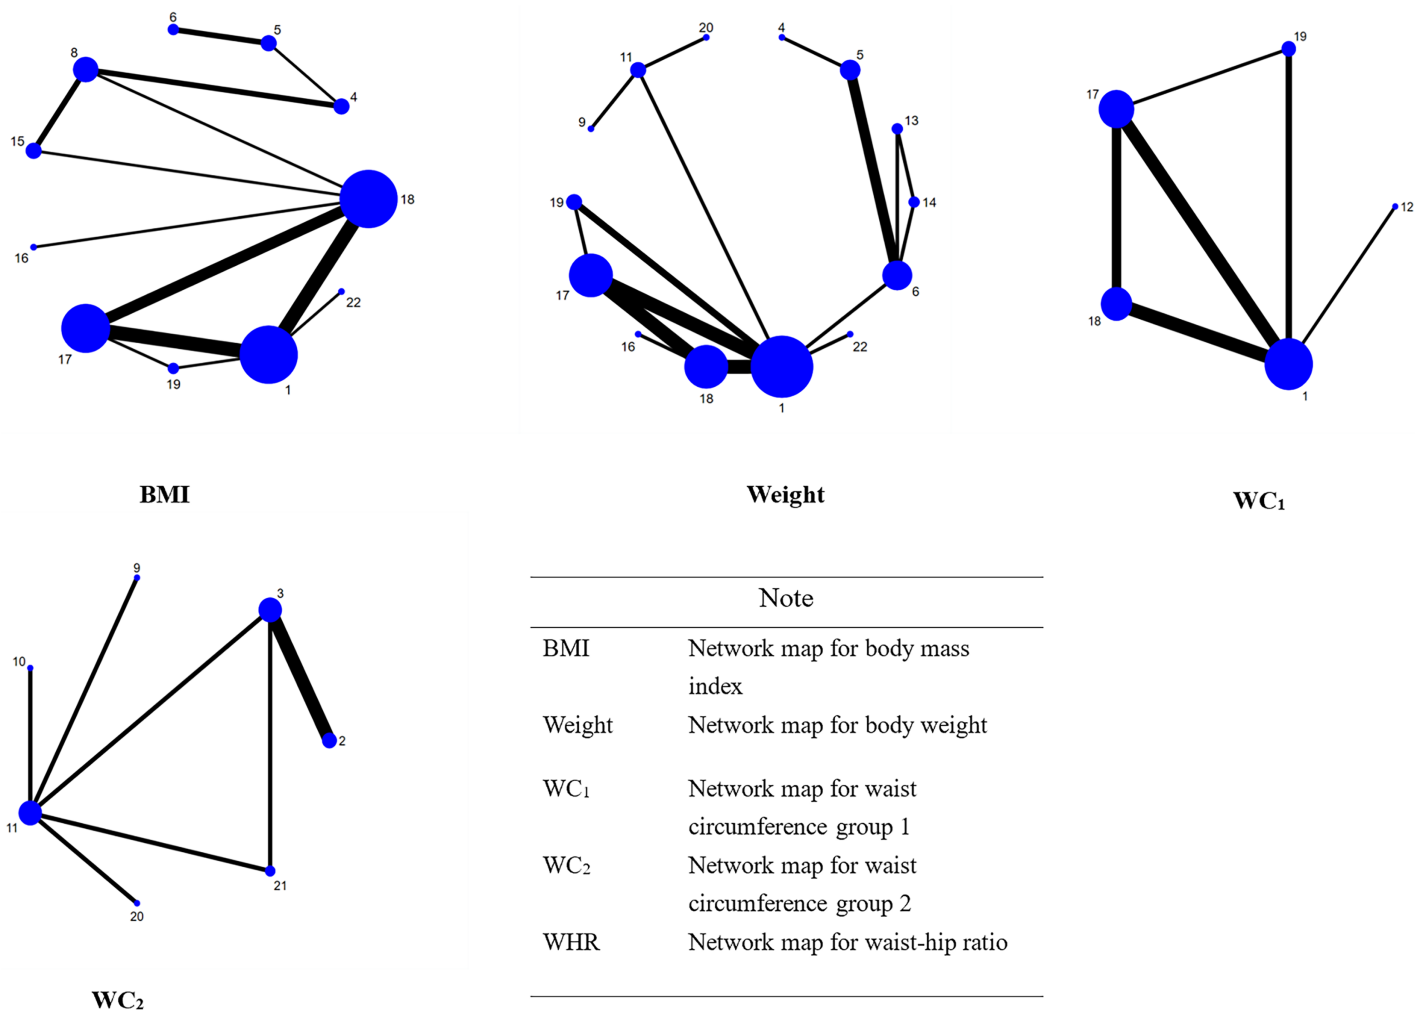 6
5
8
4
15
18
16
22
17
19
1
BMI
20
4
11
5
9
13
19
14
17
6
16
22
18
1
Weight
19
17
12
18
1
WC₁
9
3
10
2
11
21
20
WC₂
Note
BMI Network map for body mass
index
Weight Network map for body weight
WC₁ Network map for waist
circumference group 1
WC₂ Network map for waist
circumference group 2
WHR Network map for waist-hip ratio